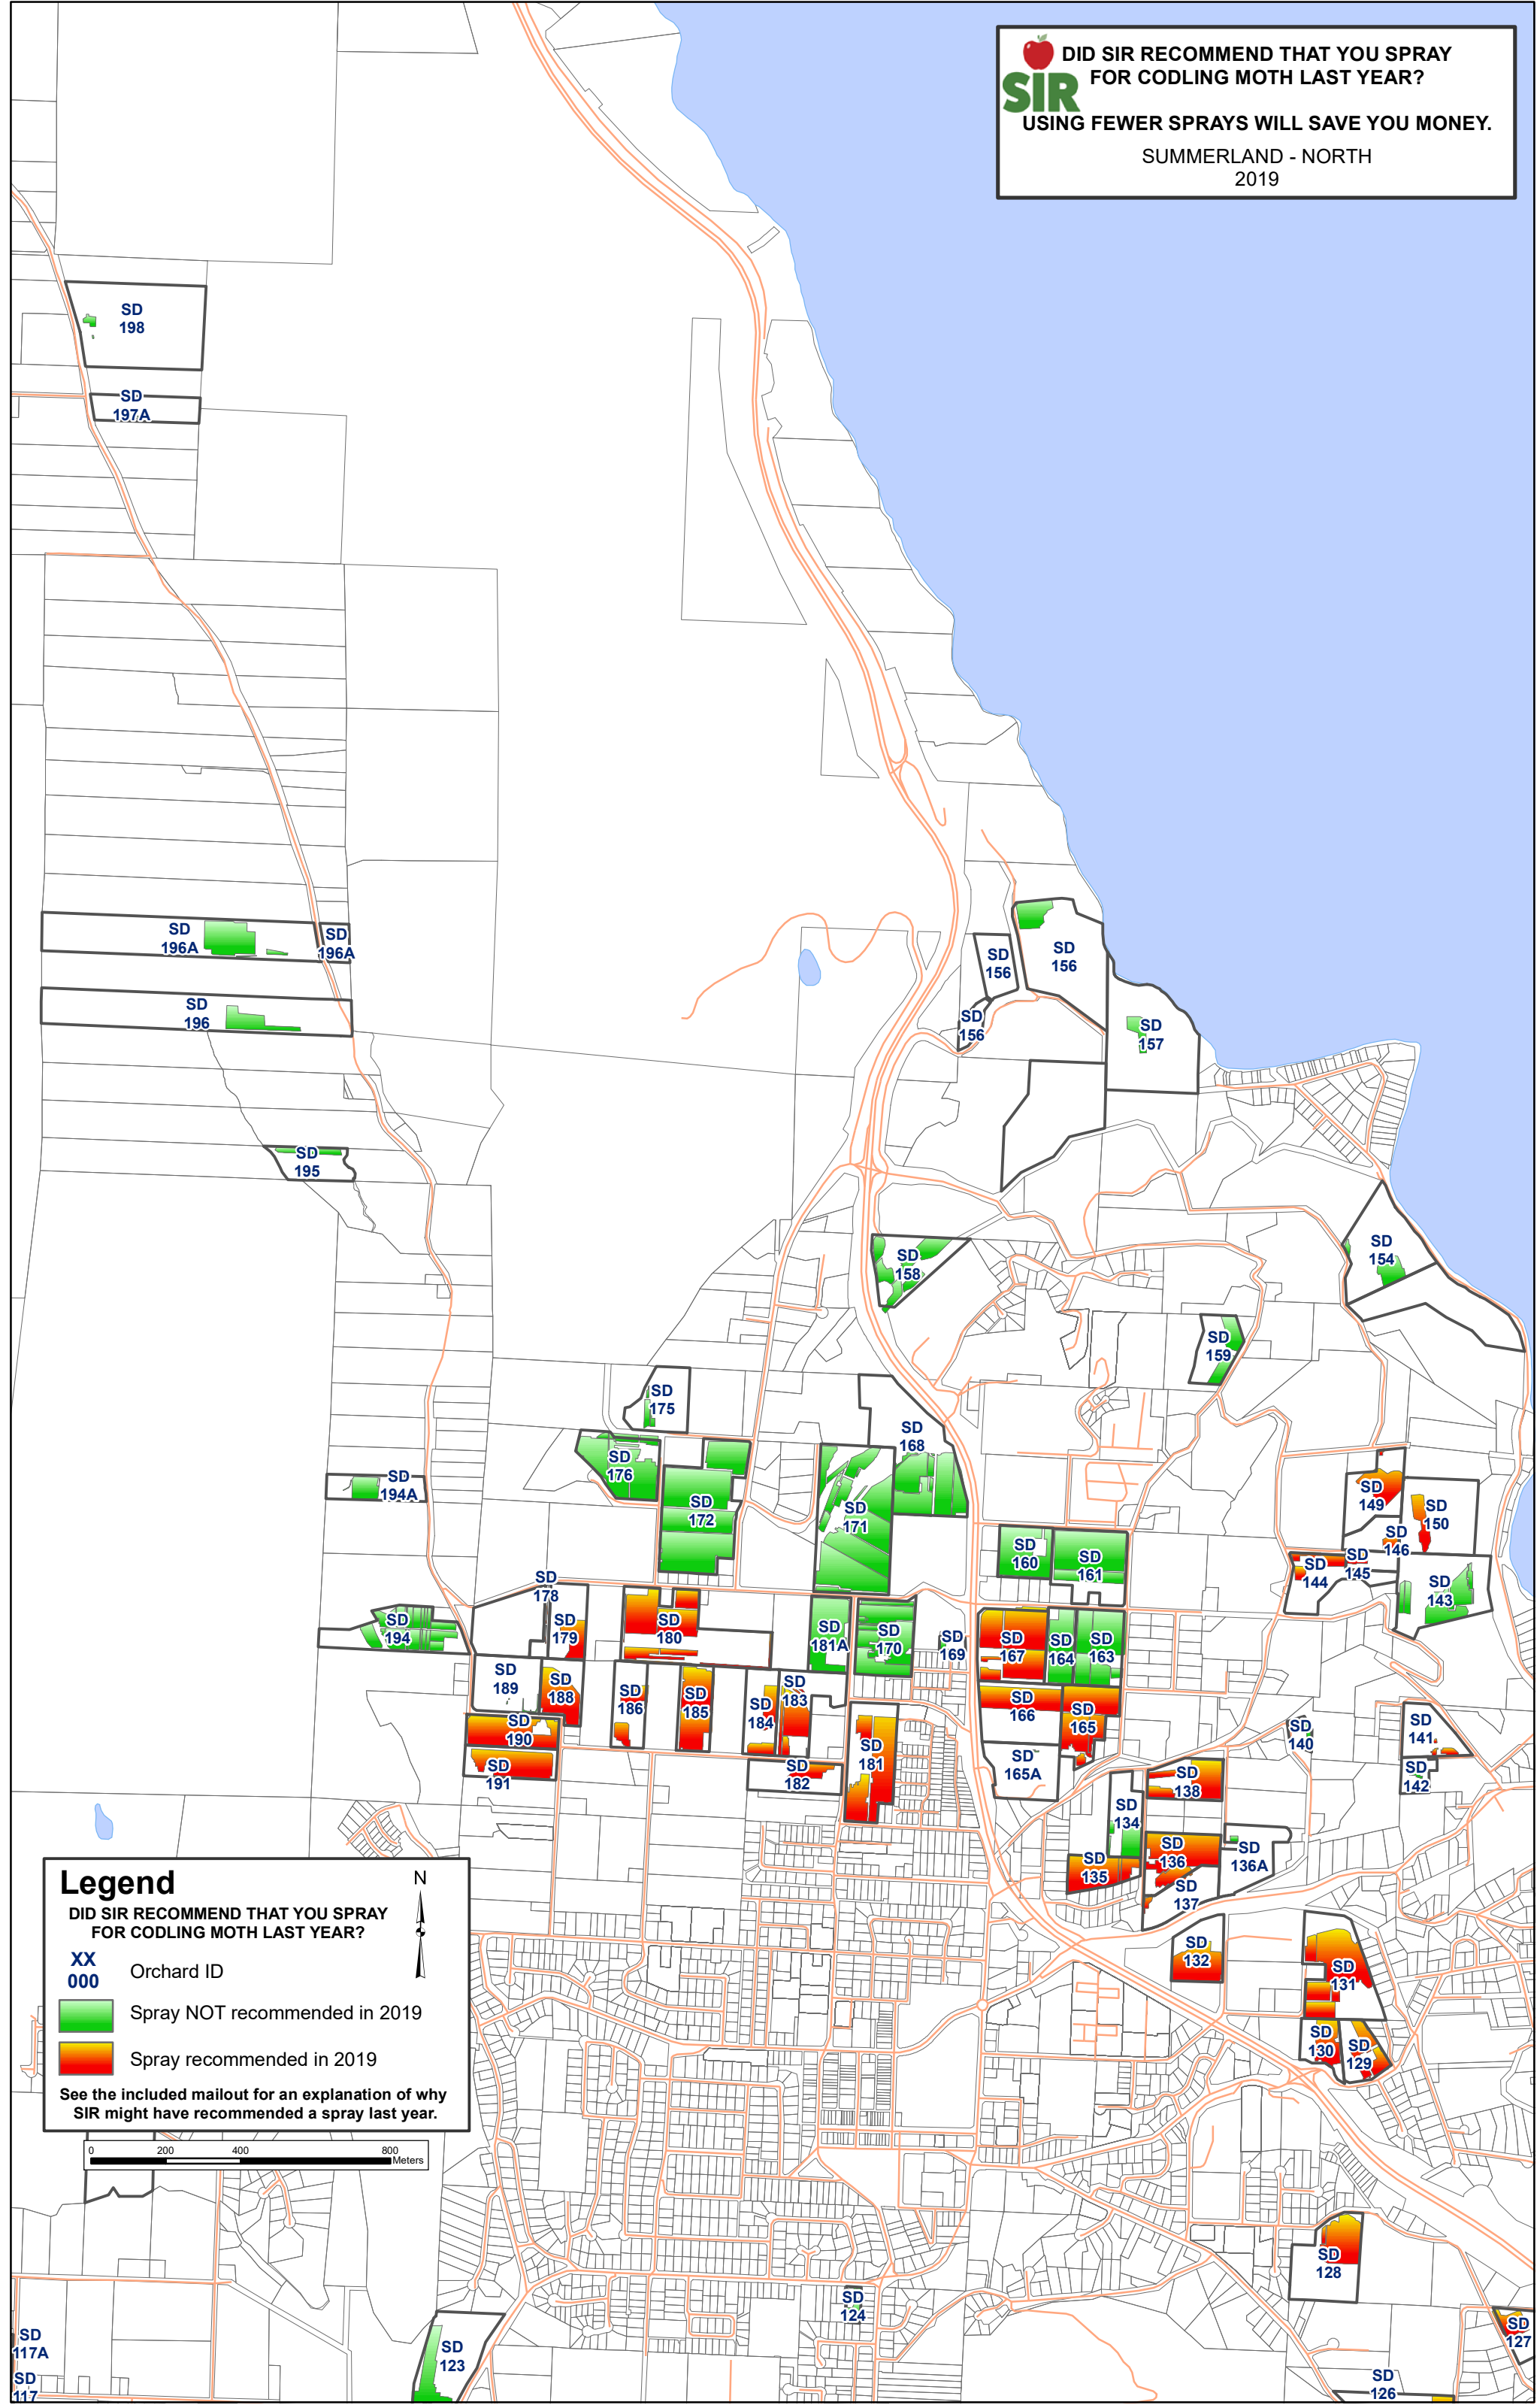 DID SIR RECOMMEND THAT YOU SPRAY
FOR CODLING MOTH LAST YEAR?
SIR
USING FEWER SPRAYS WILL SAVE YOU MONEY.
SUMMERLAND - NORTH
2019
SD
198
SD
197A
SD
196A
SD
196A
SD
156
SD
156
SD
156
SD
157
SD
196
SD
195
SD
154
SD
158
SD
159
SD
175
SD
168
SD
176
SD
194A
SD
172
SD
171
SD
149
SD
150
SD
146
SD
145
SD
144
SD
143
SD
160
SD
161
SD
178
SD
194
SD
179
SD
180
SD
181A
SD
170
SD
169
SD
167
SD
164
SD
163
SD
189
SD
188
SD
186
SD
185
SD
184
SD
183
SD
166
SD
165
SD
190
SD
191
SD
182
SD
181
SD
165A
SD
140
SD
141
SD
142
SD
138
SD
134
SD
135
SD
136
SD
136A
SD
137
SD
132
SD
131
SD
130
SD
129
Legend
N
DID SIR RECOMMEND THAT YOU SPRAY
FOR CODLING MOTH LAST YEAR?
XX
000
Orchard ID
Spray NOT recommended in 2019
Spray recommended in 2019
See the included mailout for an explanation of why
SIR might have recommended a spray last year.
0 200 400 800
Meters
SD
128
SD
124
SD
127
SD
117A
SD
117
SD
123
SD
126